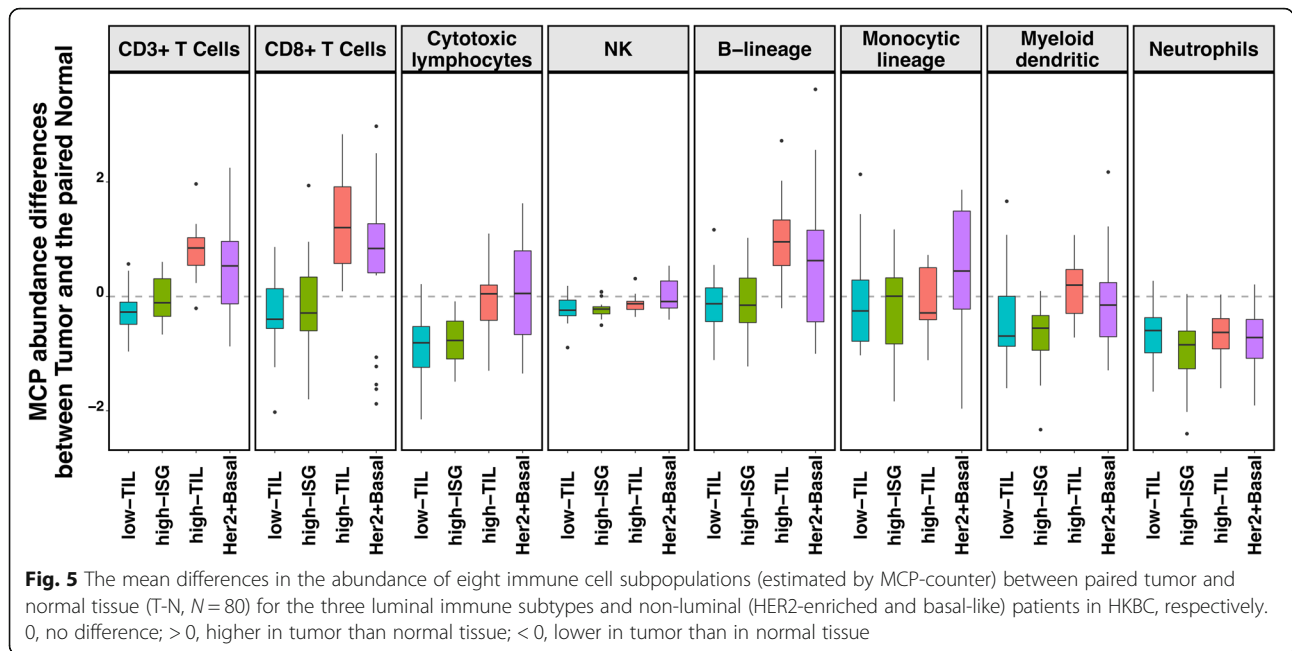 CD3+ T Cells
CD8+ T Cells
Cytotoxic
lymphocytes
NK
B−lineage
Monocytic
lineage
Myeloid
dendritic
Neutrophils
MCP abundance differences
between Tumor and the paired Normal
2
0
−2
low−TIL
high−ISG
high−TIL
Her2+Basal
low−TIL
high−ISG
high−TIL
Her2+Basal
low−TIL
high−ISG
high−TIL
Her2+Basal
low−TIL
high−ISG
high−TIL
Her2+Basal
low−TIL
high−ISG
high−TIL
Her2+Basal
low−TIL
high−ISG
high−TIL
Her2+Basal
low−TIL
high−ISG
high−TIL
Her2+Basal
low−TIL
high−ISG
high−TIL
Her2+Basal
Fig. 5 The mean differences in the abundance of eight immune cell subpopulations (estimated by MCP-counter) between paired tumor and
normal tissue (T-N, N = 80) for the three luminal immune subtypes and non-luminal (HER2-enriched and basal-like) patients in HKBC, respectively.
0, no difference; > 0, higher in tumor than normal tissue; < 0, lower in tumor than in normal tissue